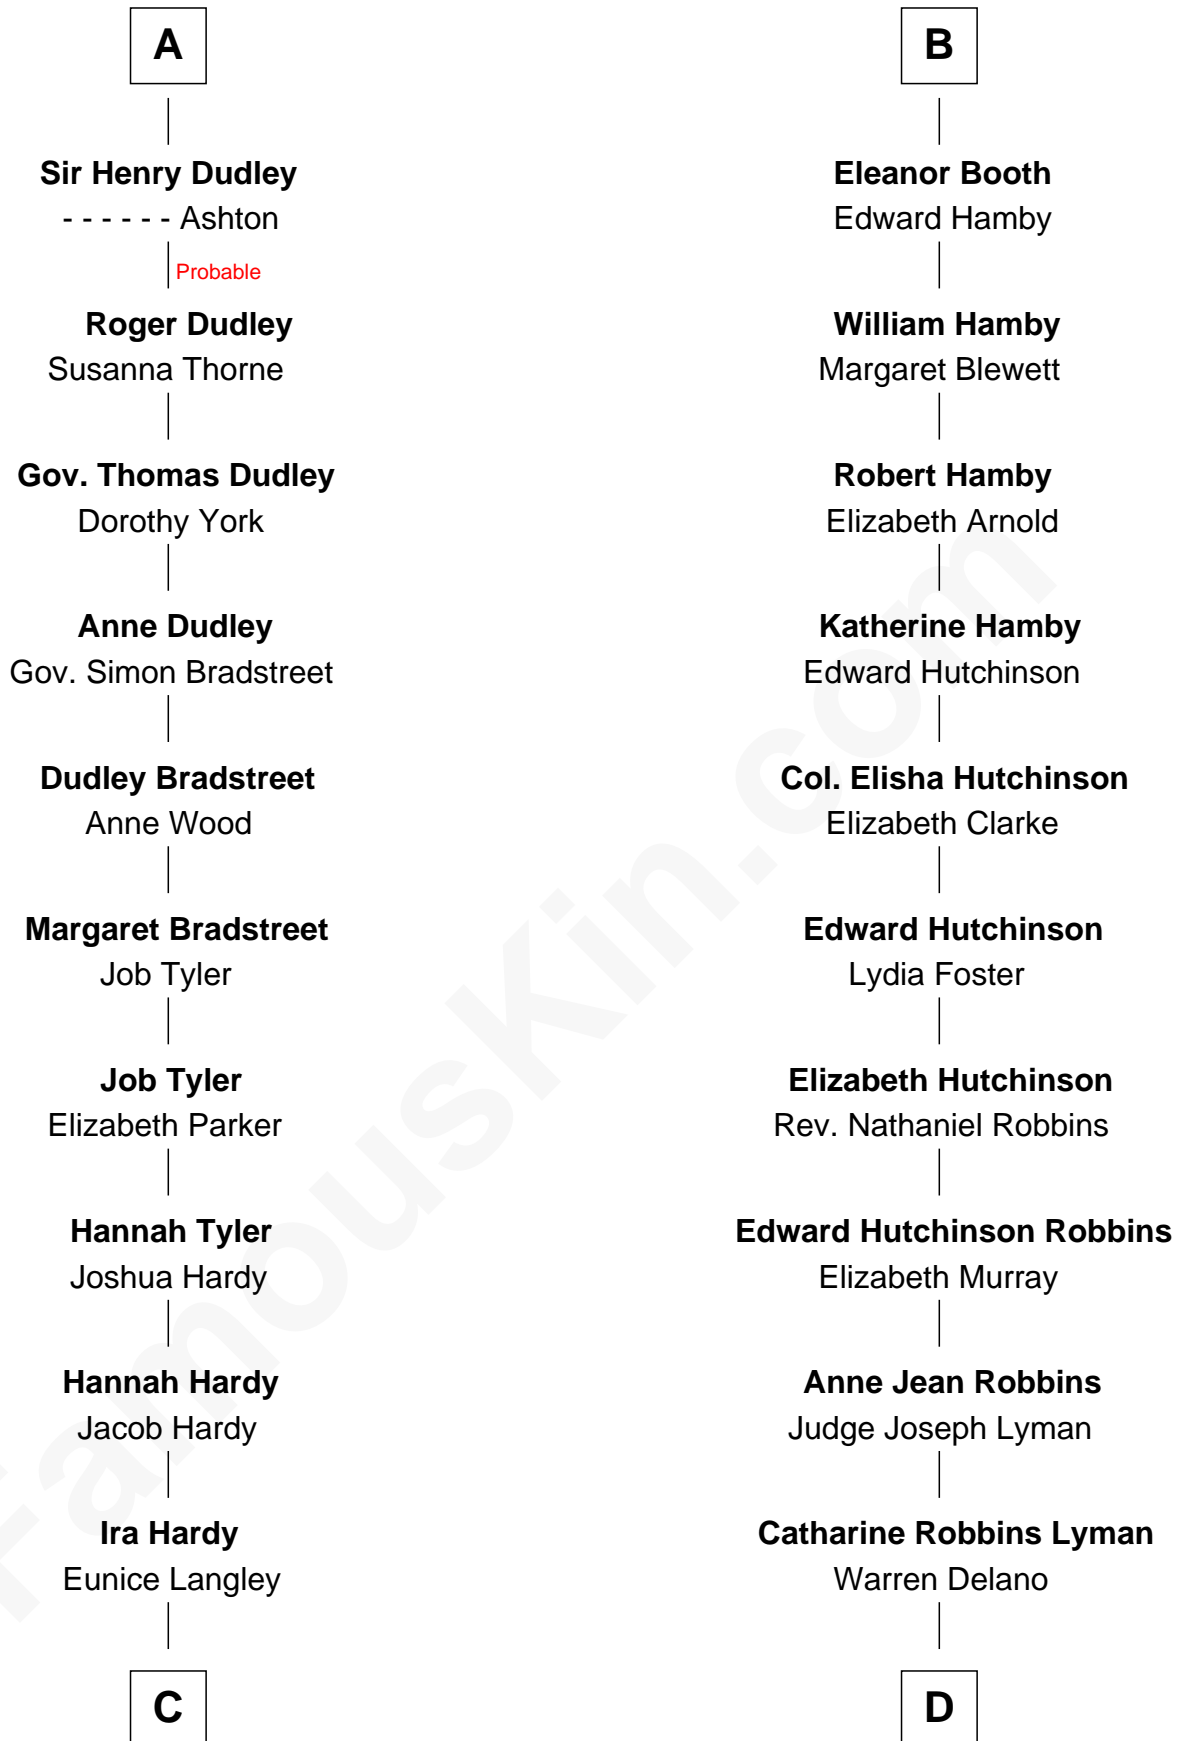 A
Sir Henry Dudley
- - - - - - Ashton
Probable
Roger Dudley
Susanna Thorne
Gov. Thomas Dudley
Dorothy York
Anne Dudley
Gov. Simon Bradstreet
Dudley Bradstreet
Anne Wood
Margaret Bradstreet
Job Tyler
Job Tyler
Elizabeth Parker
Hannah Tyler
Joshua Hardy
Hannah Hardy
Jacob Hardy
Ira Hardy
Eunice Langley
C
B
Eleanor Booth
Edward Hamby
William Hamby
Margaret Blewett
Robert Hamby
Elizabeth Arnold
Katherine Hamby
Edward Hutchinson
Col. Elisha Hutchinson
Elizabeth Clarke
Edward Hutchinson
Lydia Foster
Elizabeth Hutchinson
Rev. Nathaniel Robbins
Edward Hutchinson Robbins
Elizabeth Murray
Anne Jean Robbins
Judge Joseph Lyman
Catharine Robbins Lyman
Warren Delano
D
FamousKin.com